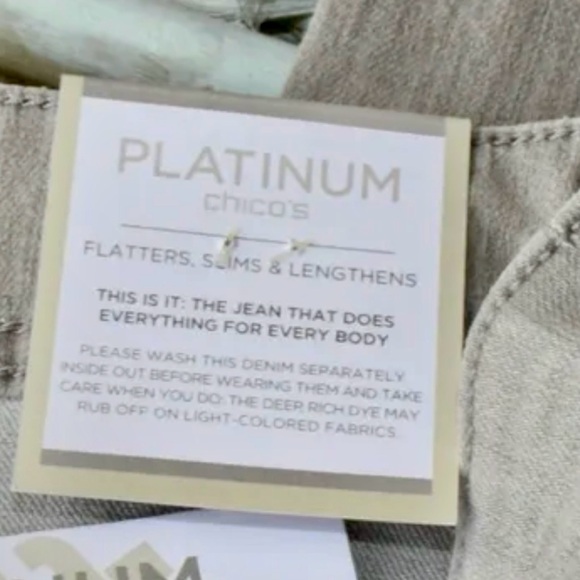 PLATINUM
chico's
FLATTERS, SLIMS & LENGTHENS
THIS IS IT: THE JEAN THAT DOES
EVERYTHING FOR EVERY BODY
PLEASE WASH THIS DENIM SEPARATELY
INSIDE OUT BEFORE WEARING THEM AND TAKE
CARE WHEN YOU DO: THE DEEP, RICH DYE MAY
RUB OFF ON LIGHT-COLORED FABRICS.